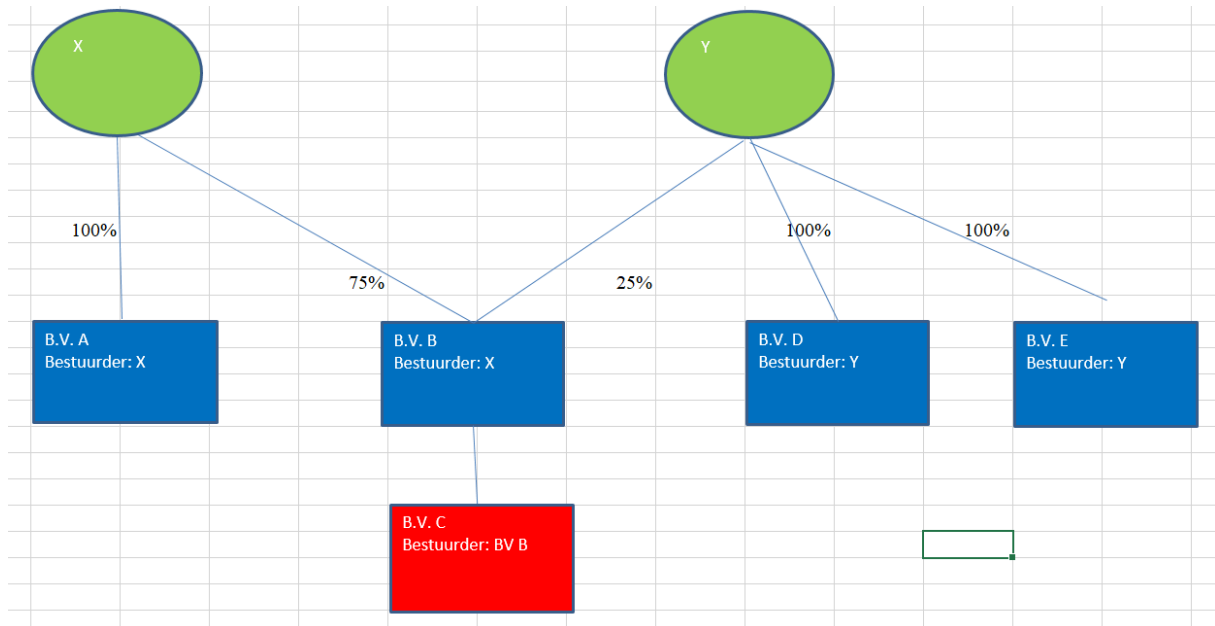 X
Y
100%
100%
100%
75%
25%
B.V. A
Bestuurder: X
B.V. B
Bestuurder: X
B.V. D
Bestuurder: Y
B.V. E
Bestuurder: Y
B.V. C
Bestuurder: BV B